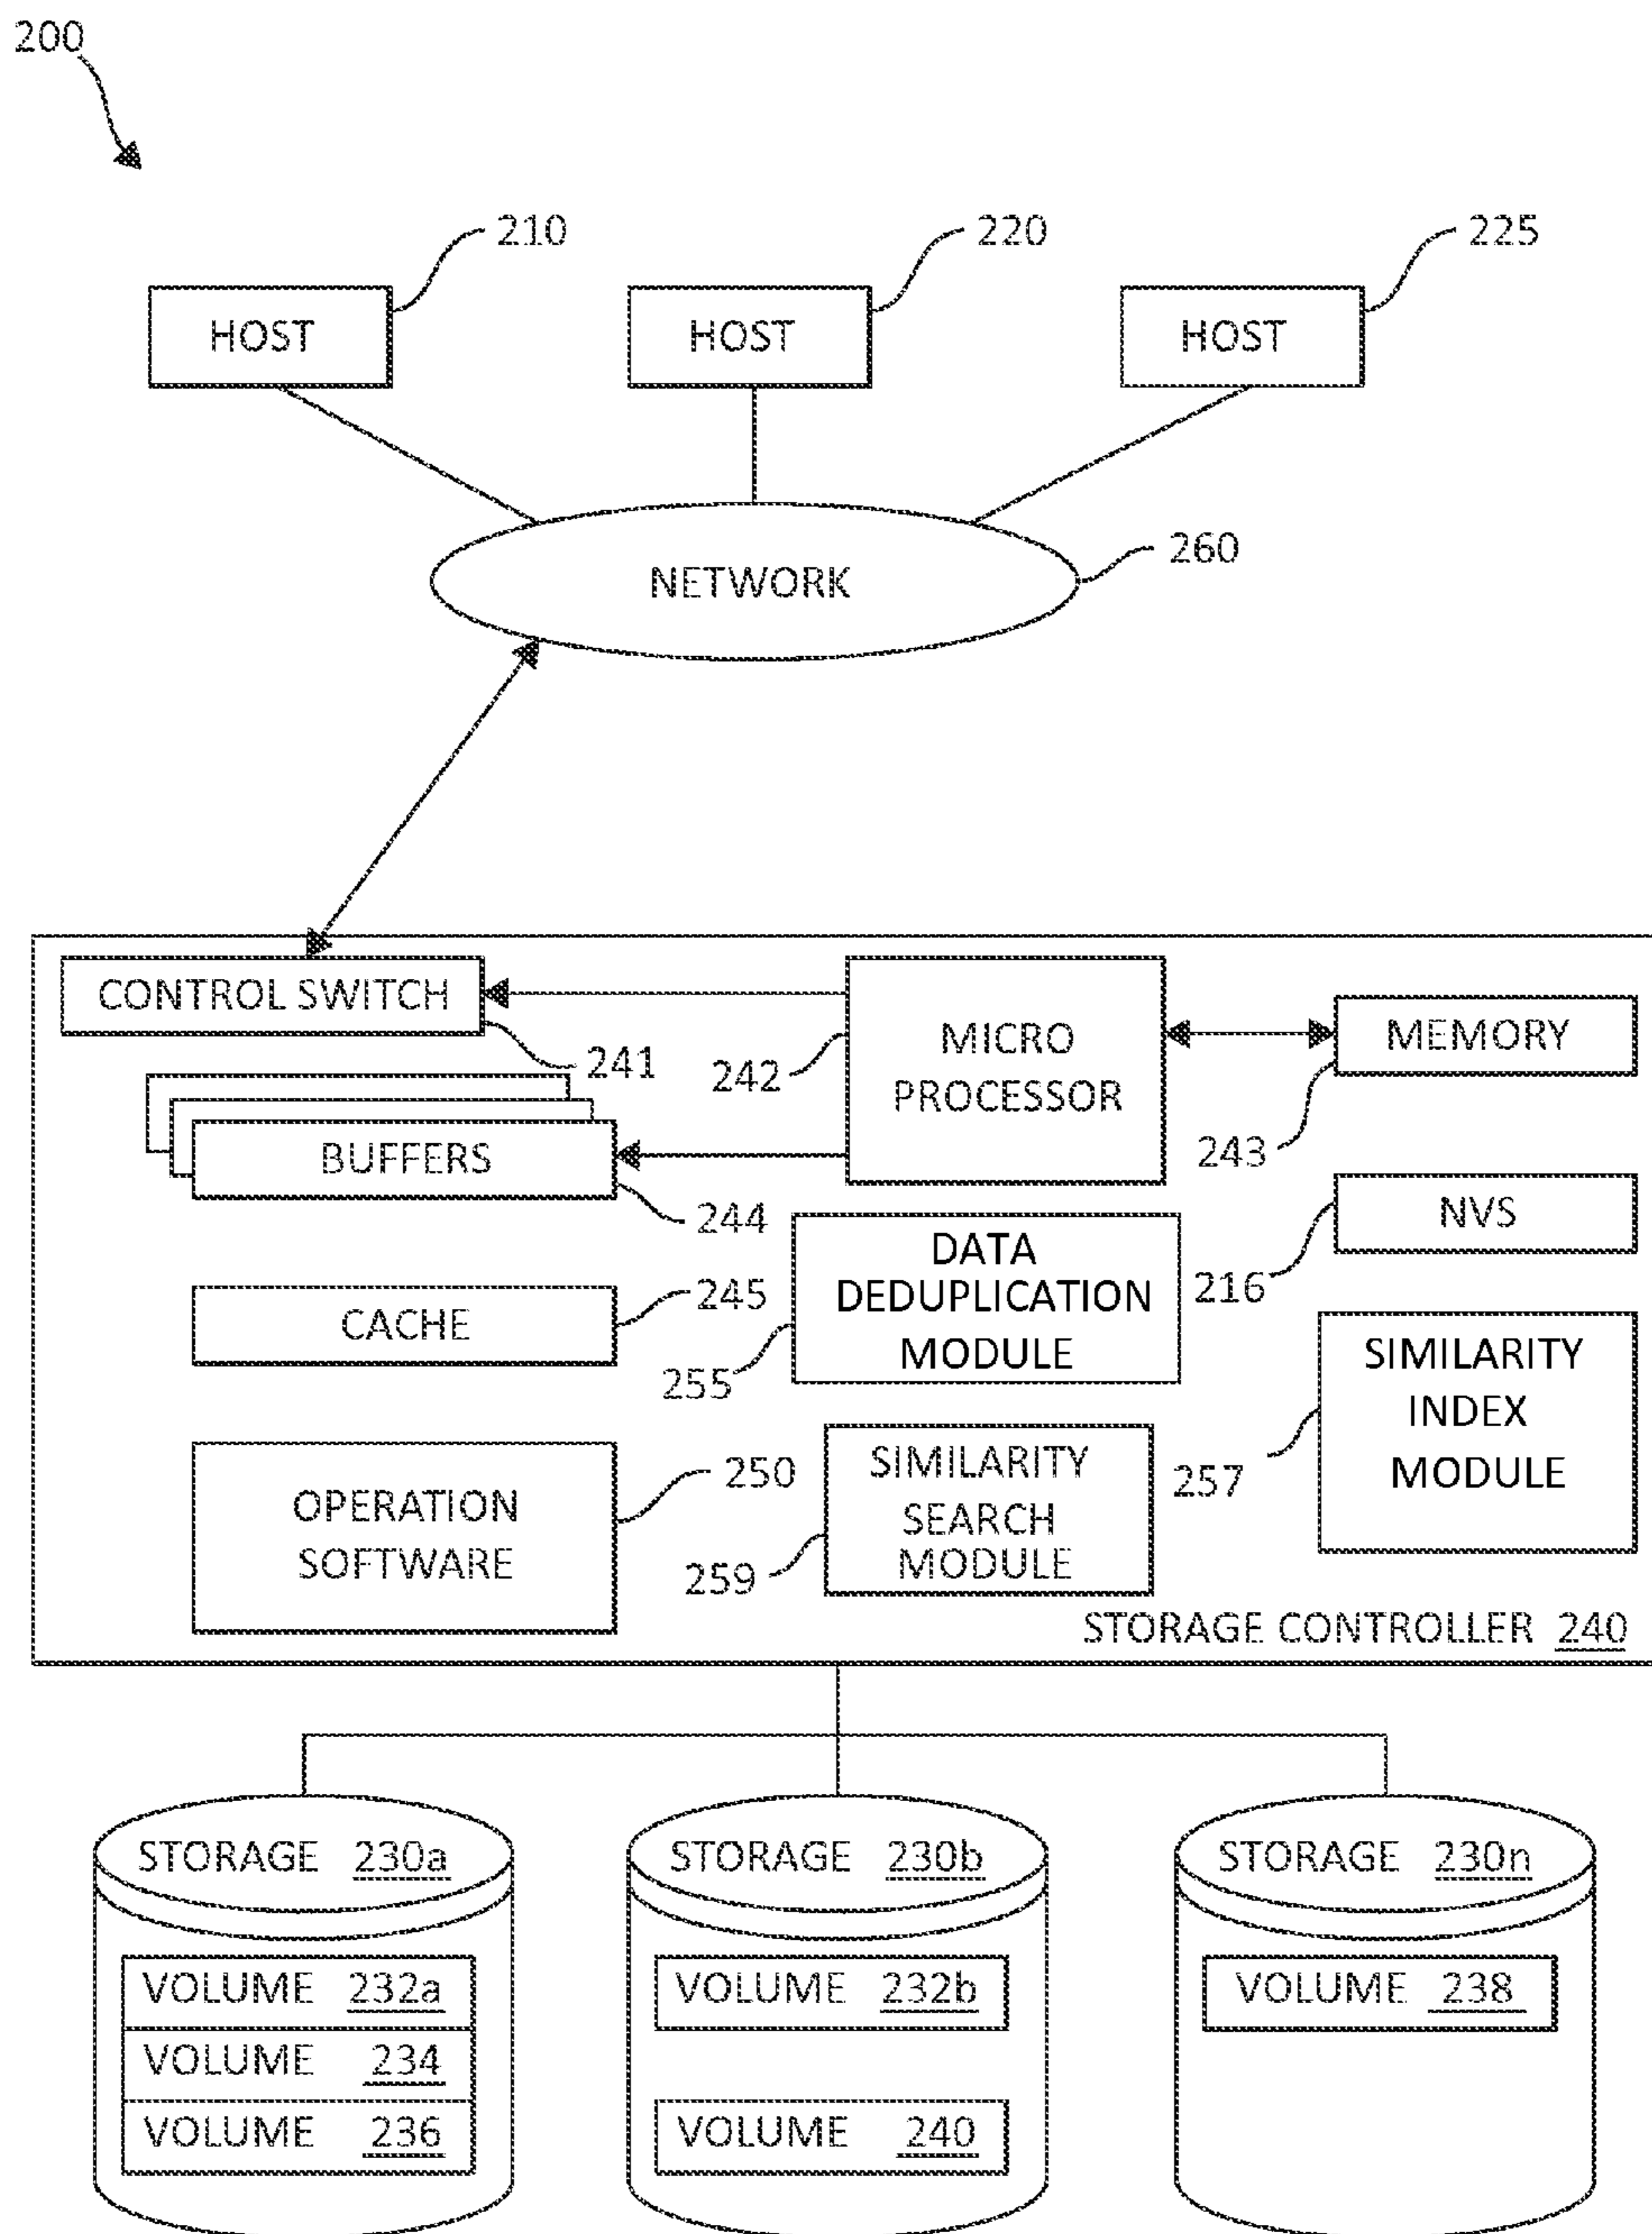 200
210
220
225
HOST
HOST
HOST
260
NETWORK
CONTROL SWITCH
241
242
MICRO
PROCESSOR
MEMORY
243
BUFFERS
244
NVS
216
DATA
DEDUPLICATION
MODULE
255
CACHE
245
SIMILARITY
INDEX
MODULE
257
OPERATION
SOFTWARE
250
SIMILARITY
SEARCH
MODULE
259
STORAGE CONTROLLER 240
STORAGE 230a
VOLUME 232a
VOLUME 234
VOLUME 236
STORAGE 230b
VOLUME 232b
VOLUME 240
STORAGE 230n
VOLUME 238